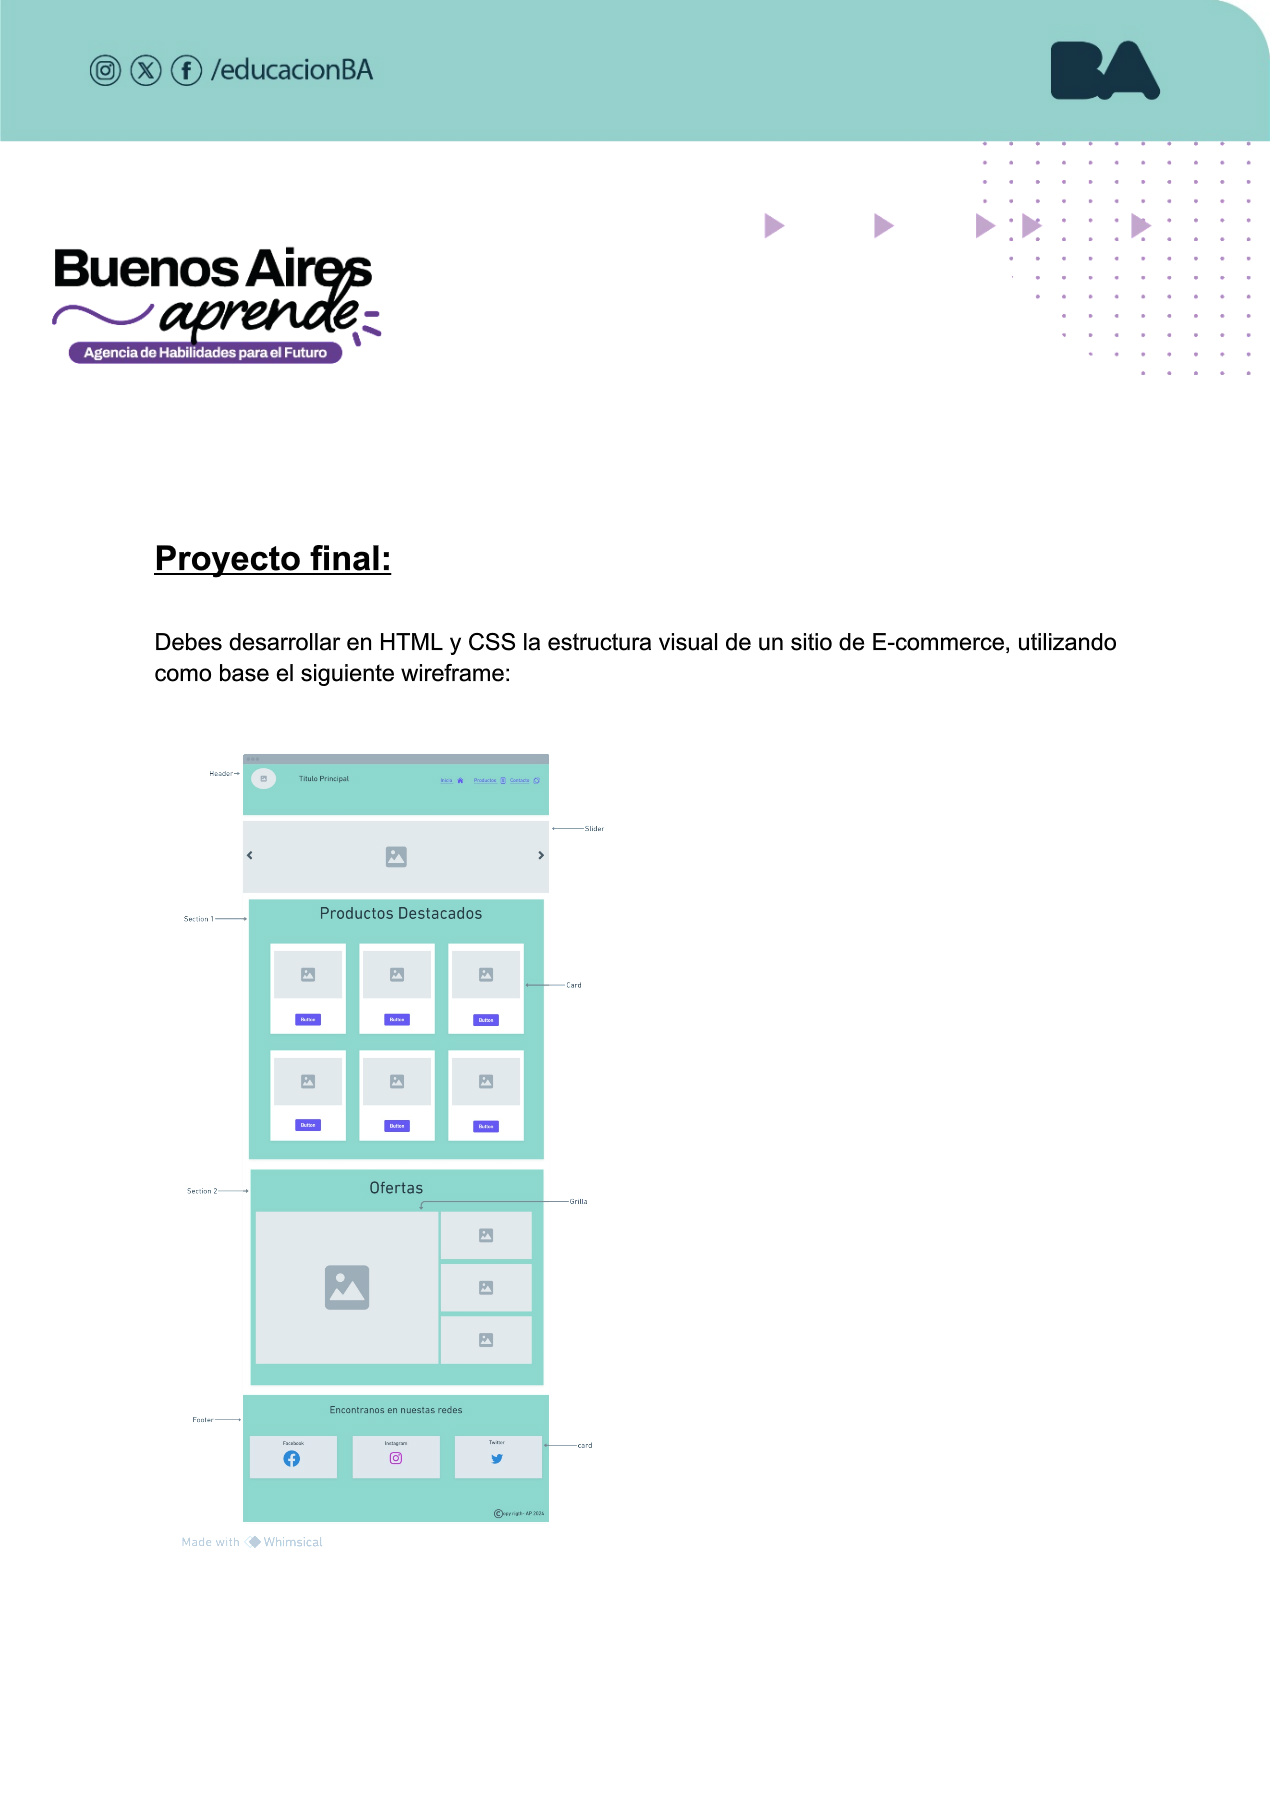 /educacionBA
BA
Buenos Aires
aprende
Agencia de Habilidades para el Futuro
Proyecto final:
Debes desarrollar en HTML y CSS la estructura visual de un sitio de E-commerce, utilizando
como base el siguiente wireframe:
Header
Titulo Principal
Inicio
Productos
Contacto
Slider
Section 1
Productos Destacados
Card
Button
Button
Button
Button
Button
Button
Section 2
Ofertas
Grilla
Footer
Encontranos en nuestas redes
Facebook
Instagram
Twitter
card
©opyrigth- AP 2024
Made with Whimsical